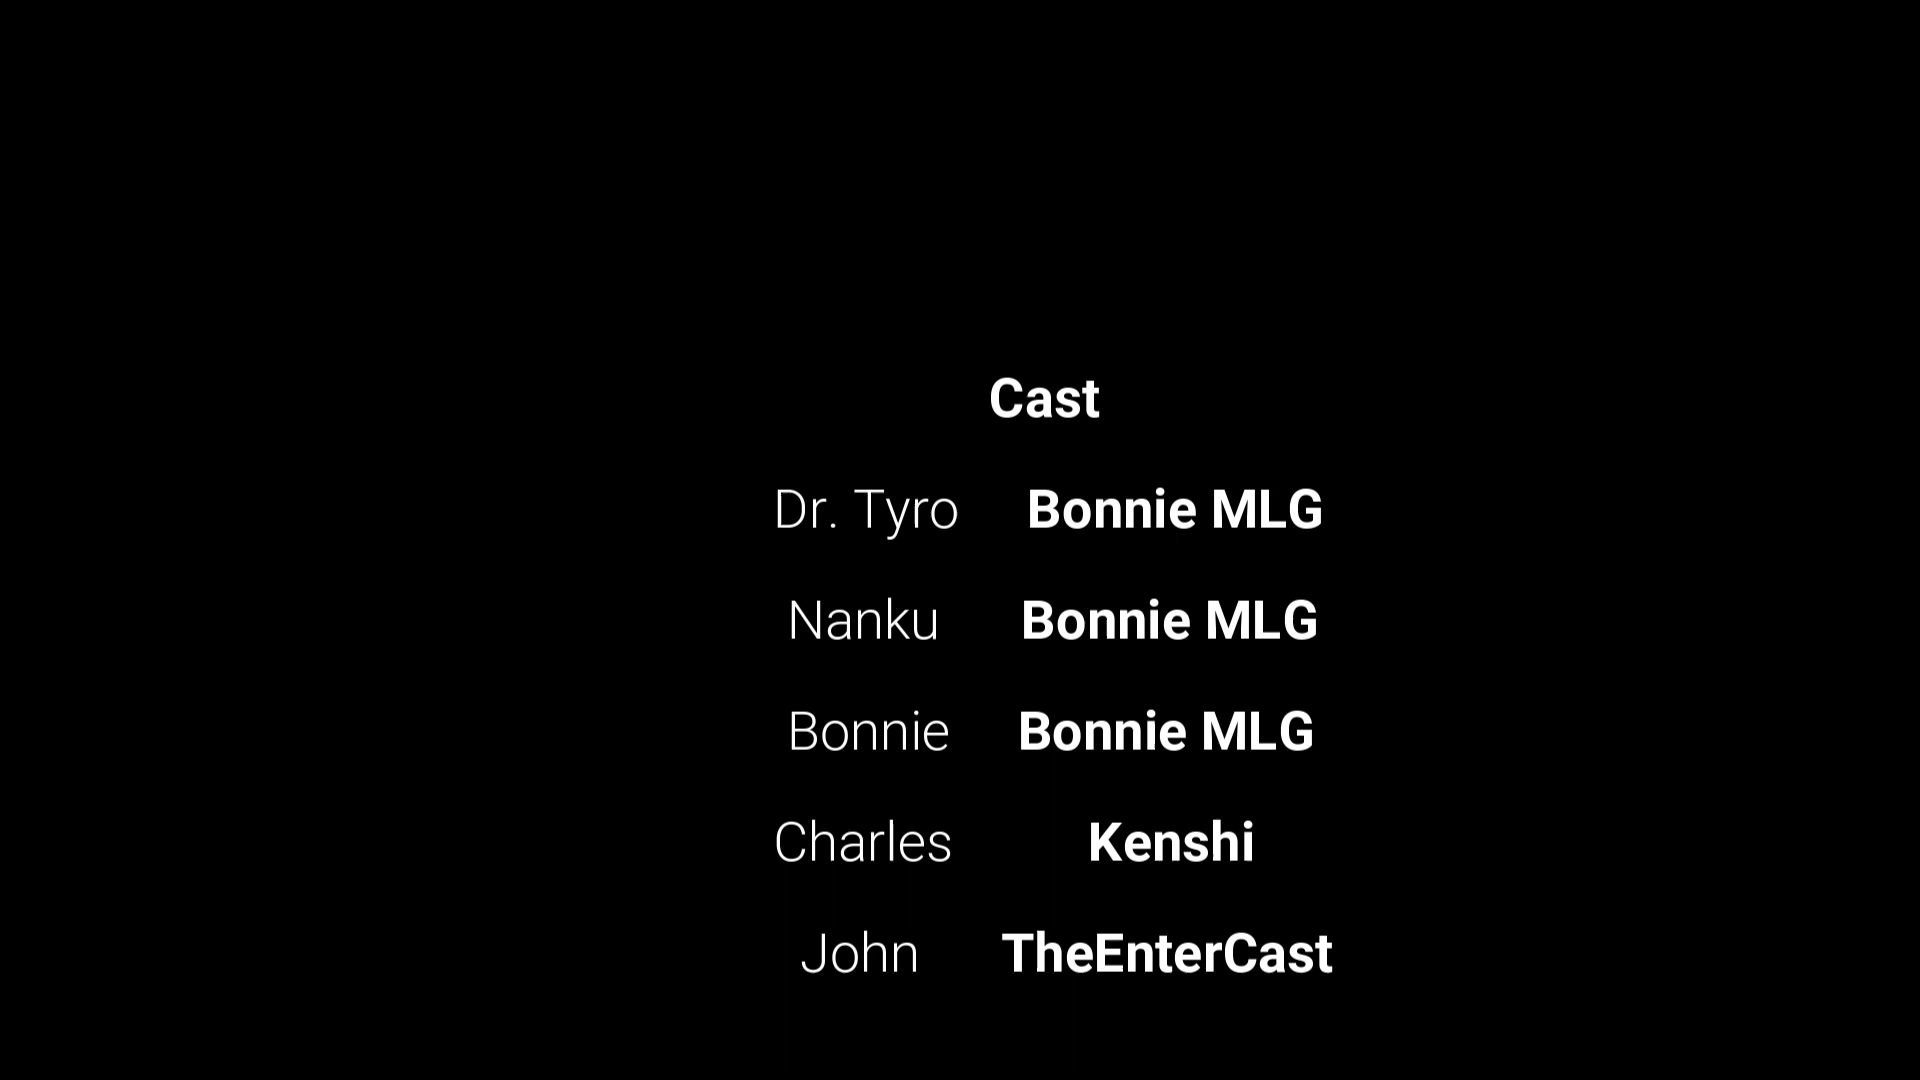 Cast
Dr. Tyro Bonnie MLG
Nanku Bonnie MLG
Bonnie Bonnie MLG
Charles Kenshi
John TheEnterCast